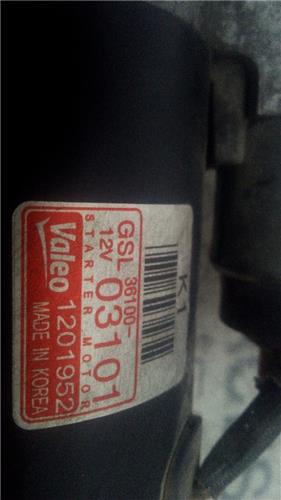 K1
GSL 36100-
12V 03101
STARTER MOTOR
Valeo 1201952
MADE IN KOREA